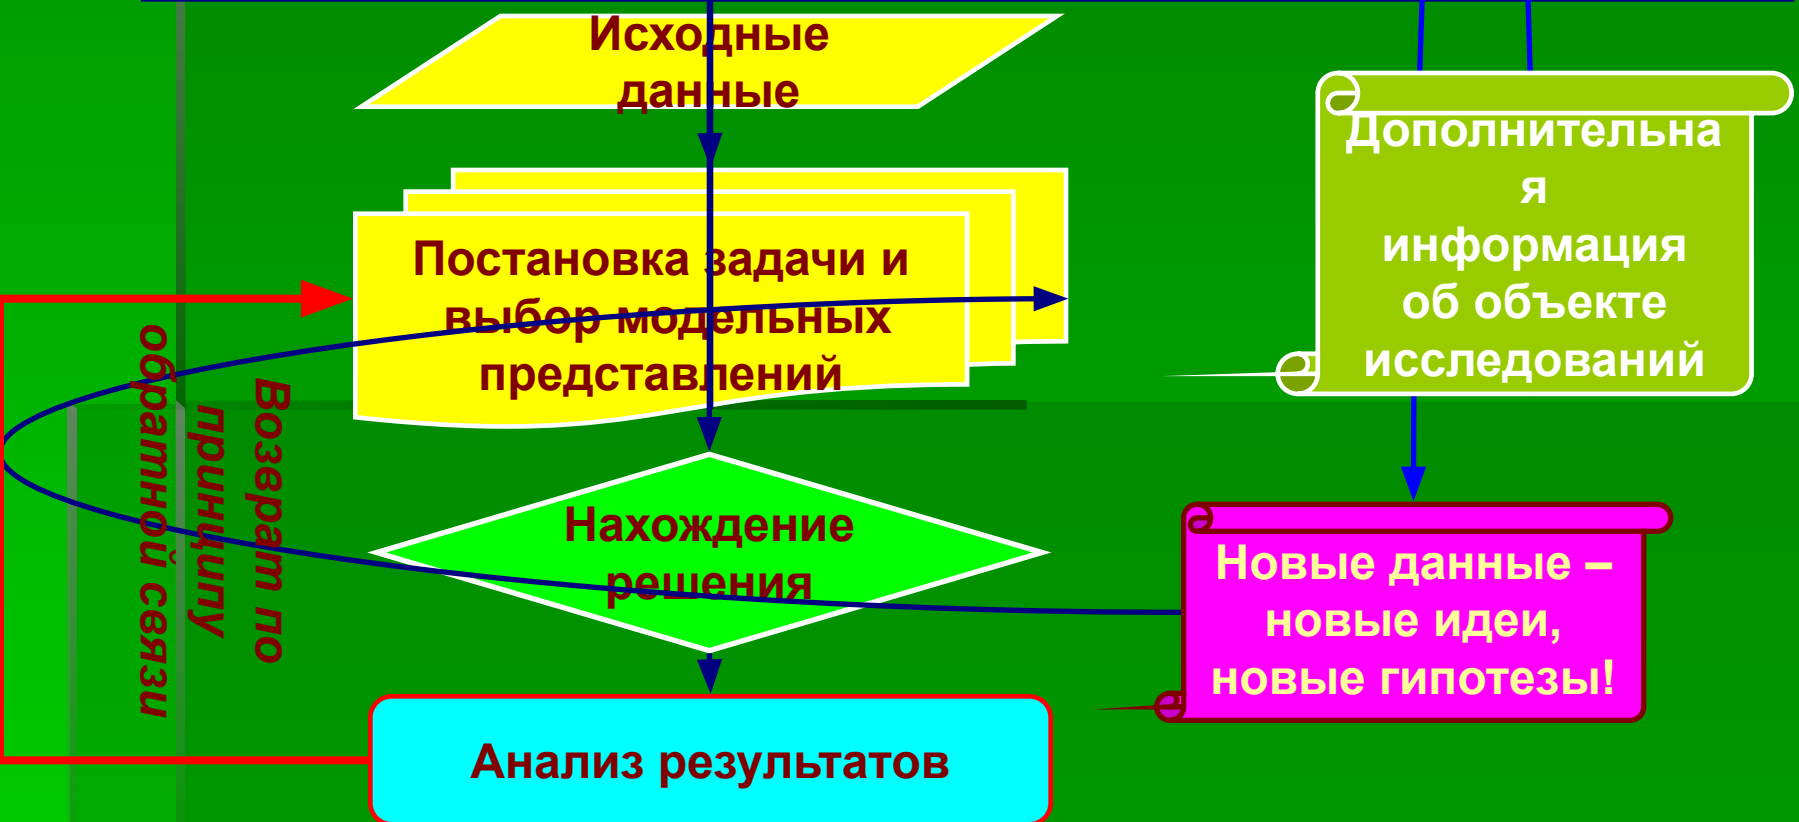 Исходные
данные
Дополнительна
я
информация
об объекте
исследований
Постановка задачи и
выбор модельных
представлений
Возврат по
принципу
обратной связи
Нахождение
решения
Новые данные –
новые идеи,
новые гипотезы!
Анализ результатов